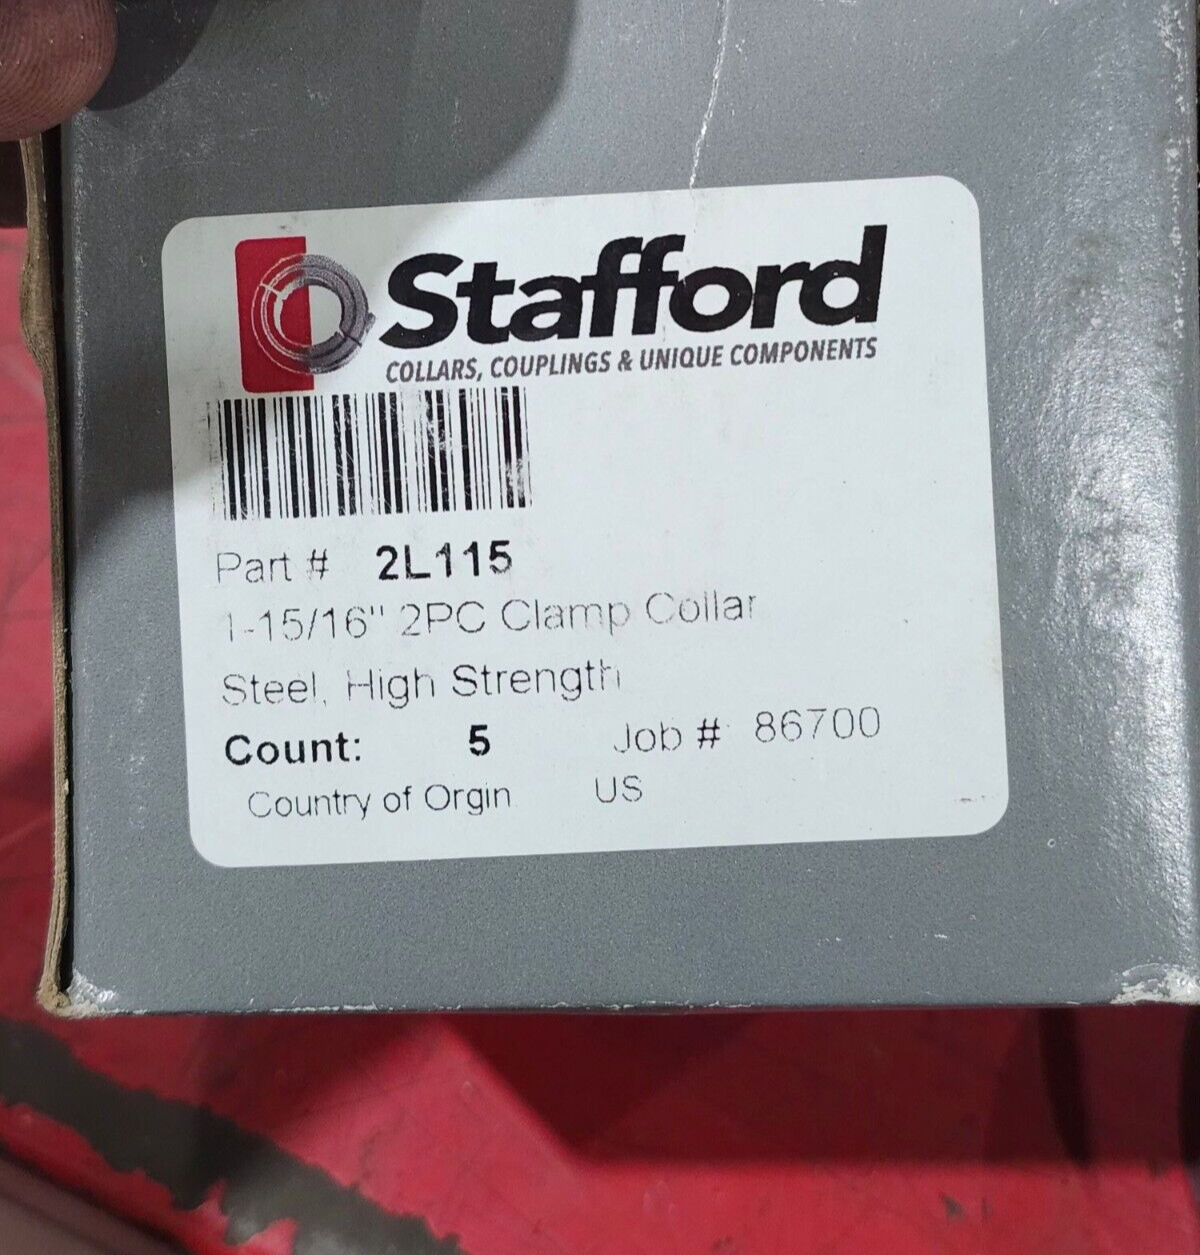 Stafford
COLLARS, COUPLINGS & UNIQUE COMPONENTS
Part # 2L115
1-15/16" 2PC Clamp Collar
Steel, High Strength
Count: 5 Job # 86700
Country of Orgin US